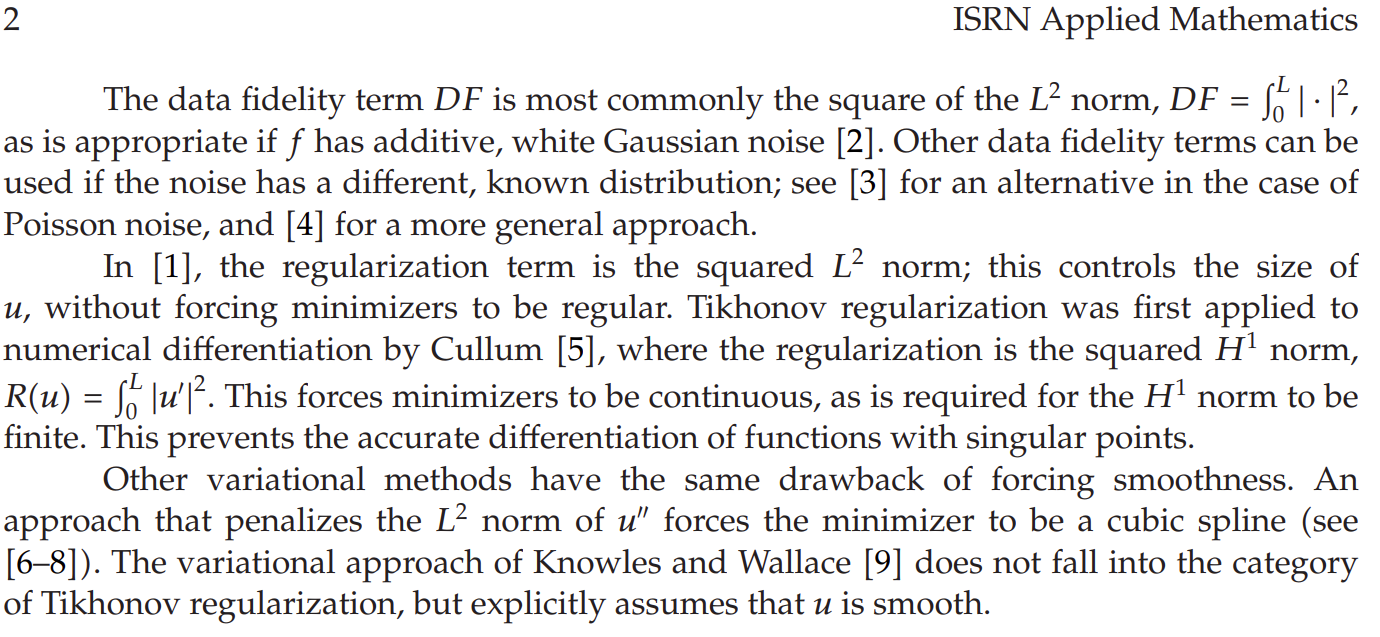 2 ISRN Applied Mathematics
The data fidelity term DF is most commonly the square of the L² norm, DF = ∫₀ᴸ | · |²,
as is appropriate if f has additive, white Gaussian noise [2]. Other data fidelity terms can be
used if the noise has a different, known distribution; see [3] for an alternative in the case of
Poisson noise, and [4] for a more general approach.
In [1], the regularization term is the squared L² norm; this controls the size of
u, without forcing minimizers to be regular. Tikhonov regularization was first applied to
numerical differentiation by Cullum [5], where the regularization is the squared H¹ norm,
R(u) = ∫₀ᴸ |u′|². This forces minimizers to be continuous, as is required for the H¹ norm to be
finite. This prevents the accurate differentiation of functions with singular points.
Other variational methods have the same drawback of forcing smoothness. An
approach that penalizes the L² norm of u″ forces the minimizer to be a cubic spline (see
[6–8]). The variational approach of Knowles and Wallace [9] does not fall into the category
of Tikhonov regularization, but explicitly assumes that u is smooth.